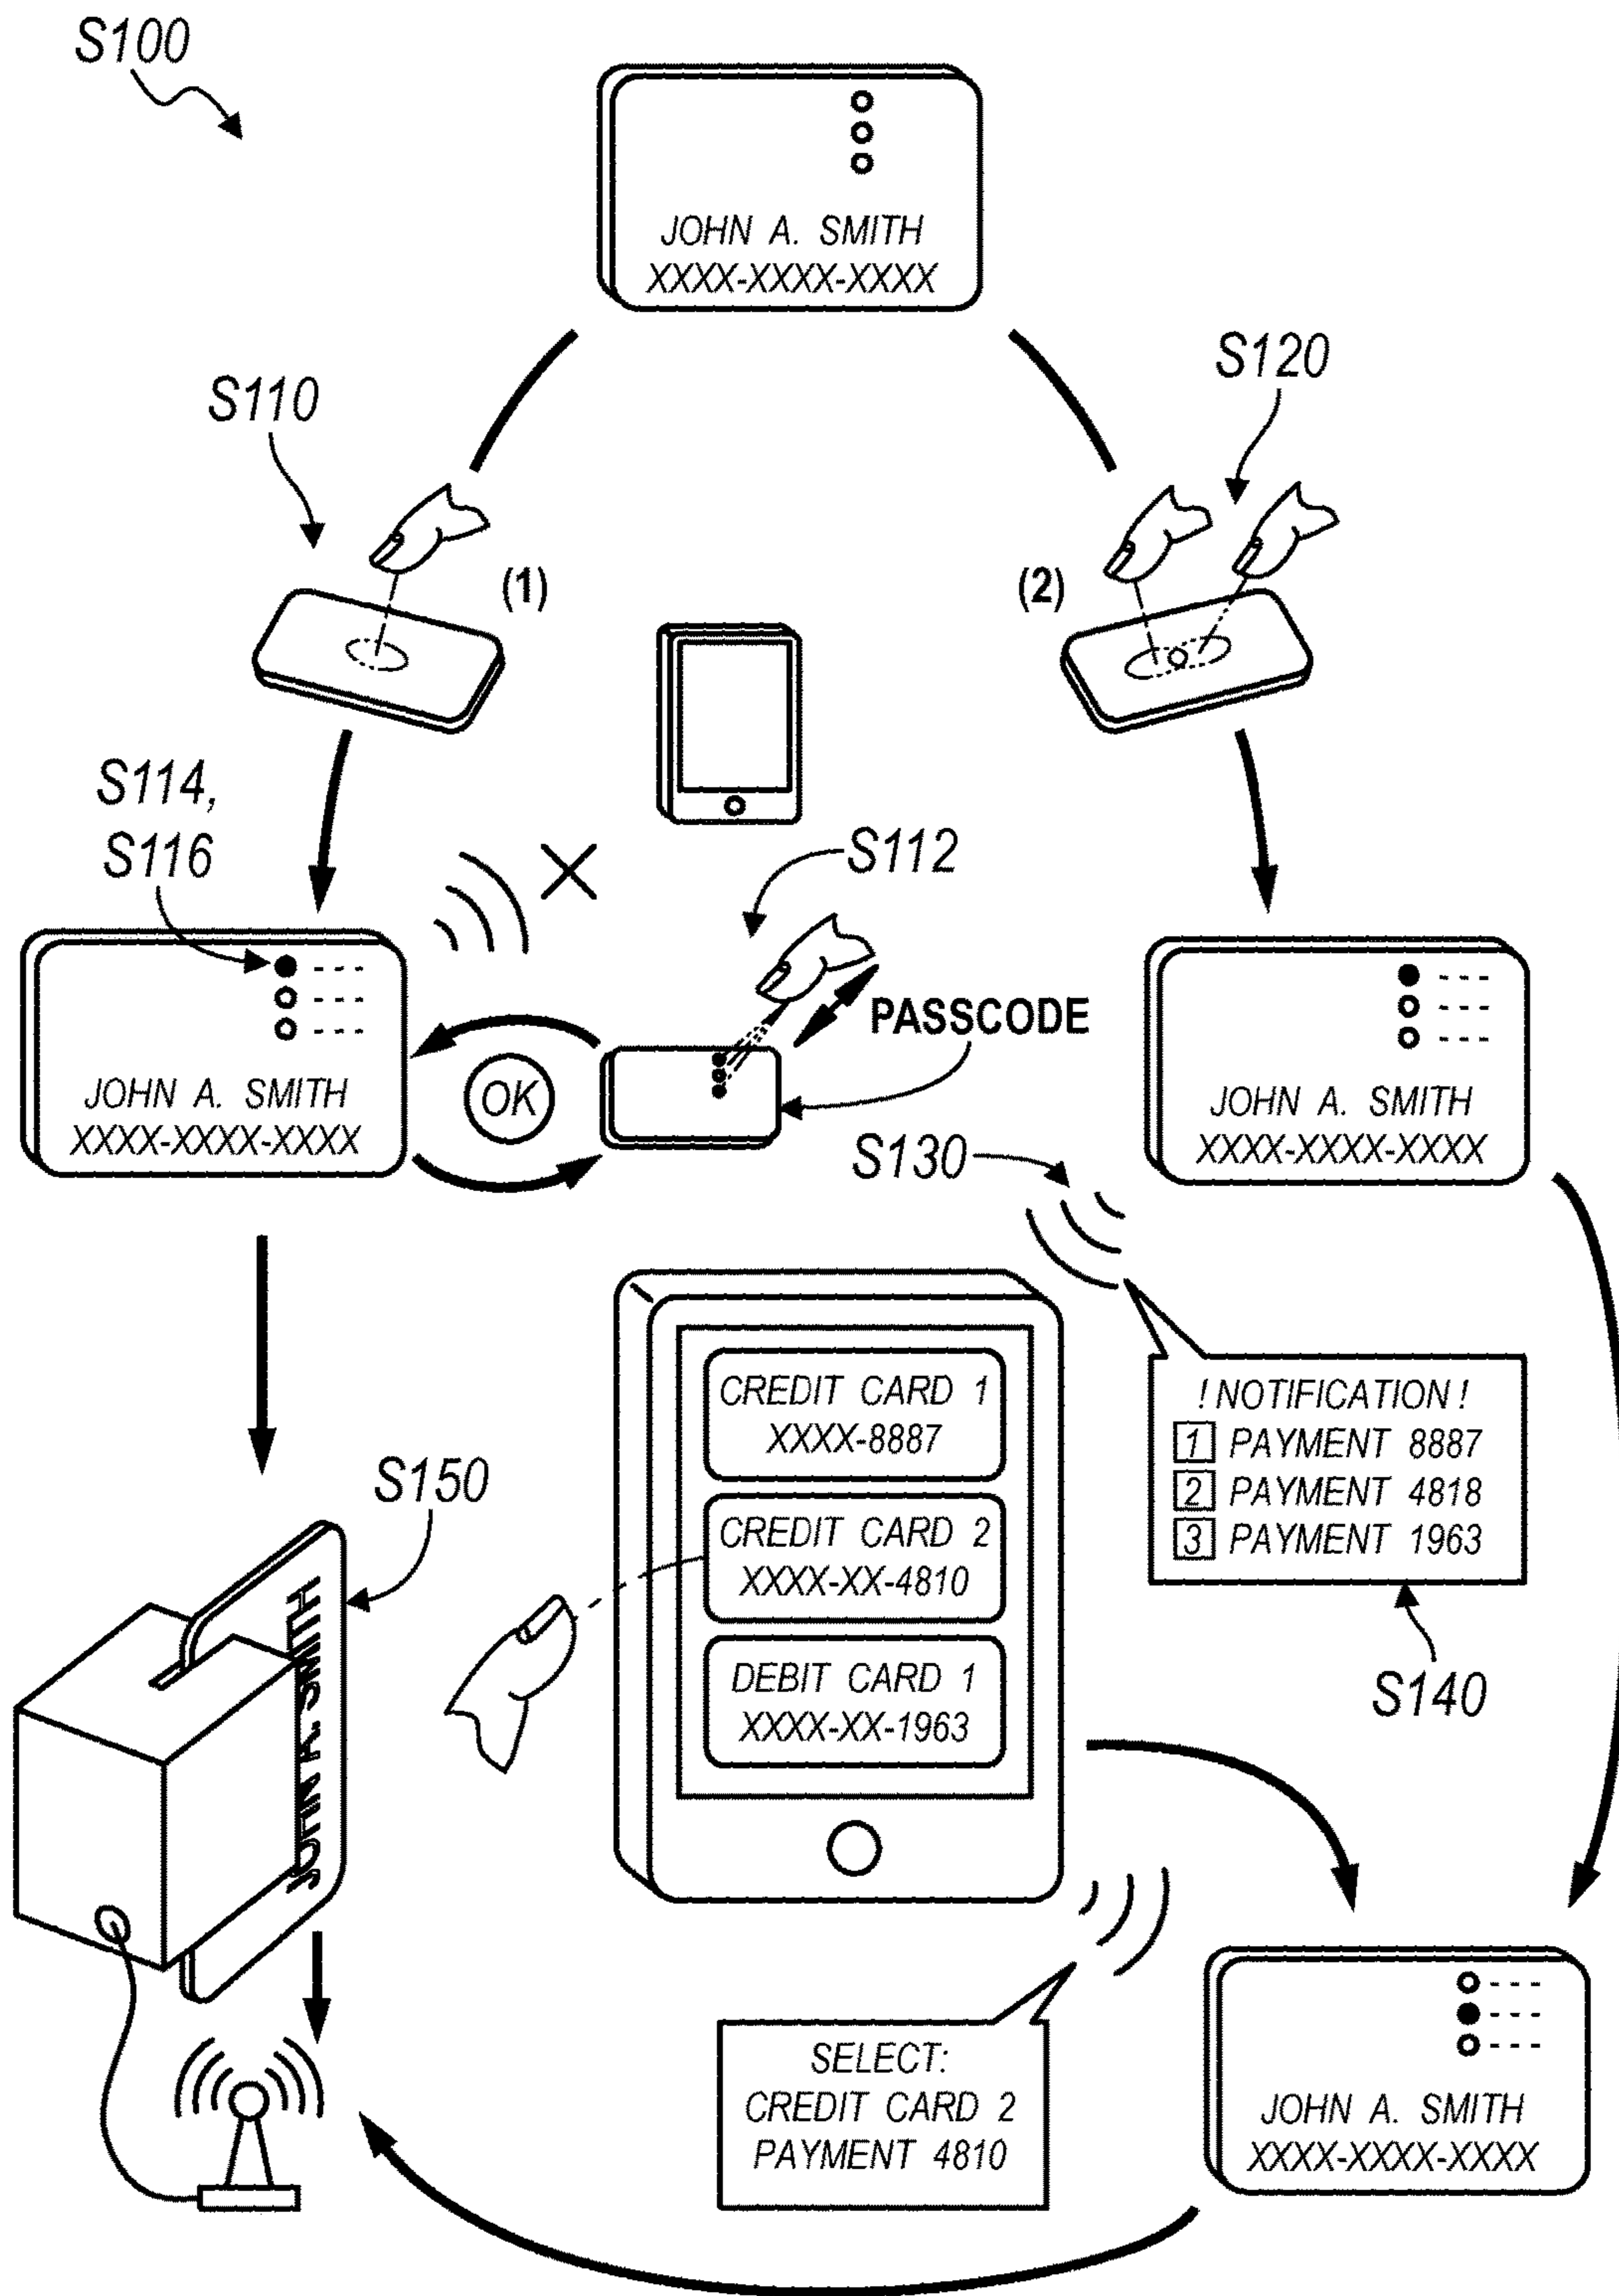 S100
JOHN A. SMITH
XXXX-XXXX-XXXX
S110
S120
(1)
(2)
S114,
S116
S112
PASSCODE
OK
JOHN A. SMITH
XXXX-XXXX-XXXX
JOHN A. SMITH
XXXX-XXXX-XXXX
S130
CREDIT CARD 1
XXXX-8887
CREDIT CARD 2
XXXX-XX-4810
DEBIT CARD 1
XXXX-XX-1963
! NOTIFICATION !
1 PAYMENT 8887
2 PAYMENT 4818
3 PAYMENT 1963
S140
S150
JOHN A. SMITH
SELECT:
CREDIT CARD 2
PAYMENT 4810
JOHN A. SMITH
XXXX-XXXX-XXXX